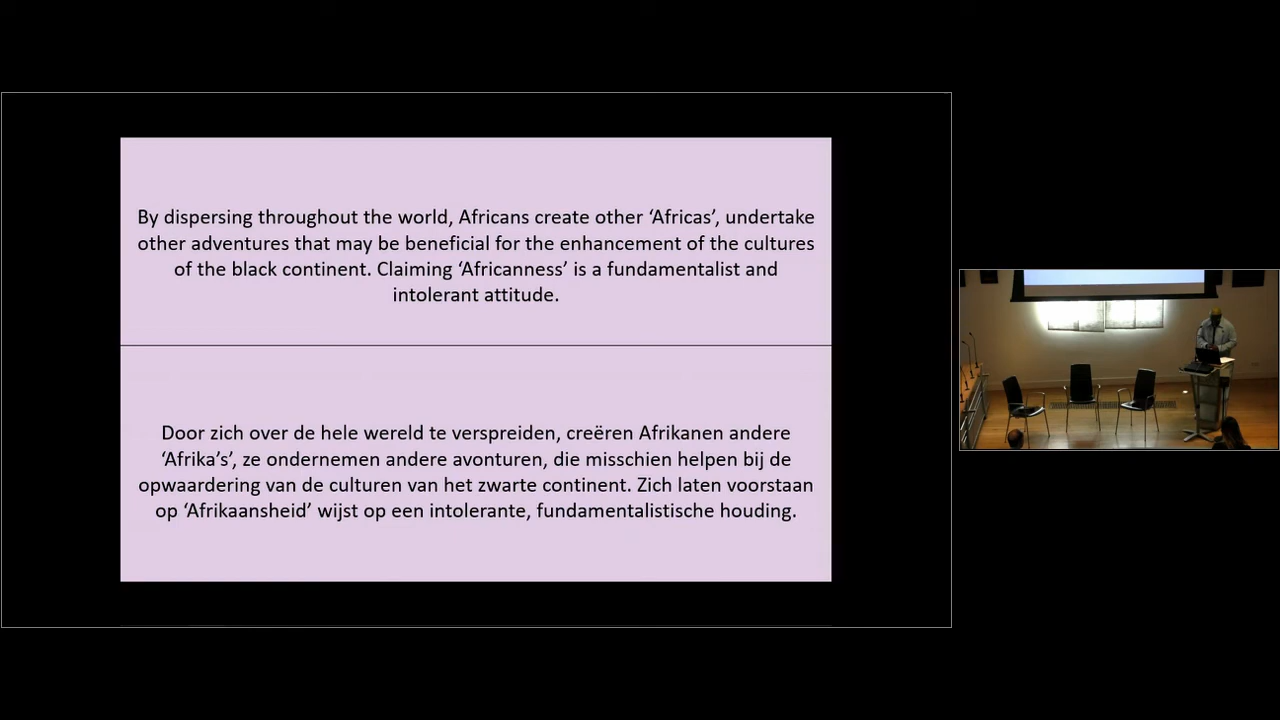 By dispersing throughout the world, Africans create other ‘Africas’, undertake
other adventures that may be beneficial for the enhancement of the cultures
of the black continent. Claiming ‘Africanness’ is a fundamentalist and
intolerant attitude.
Door zich over de hele wereld te verspreiden, creëren Afrikanen andere
‘Afrika’s’, ze ondernemen andere avonturen, die misschien helpen bij de
opwaardering van de culturen van het zwarte continent. Zich laten voorstaan
op ‘Afrikaansheid’ wijst op een intolerante, fundamentalistische houding.